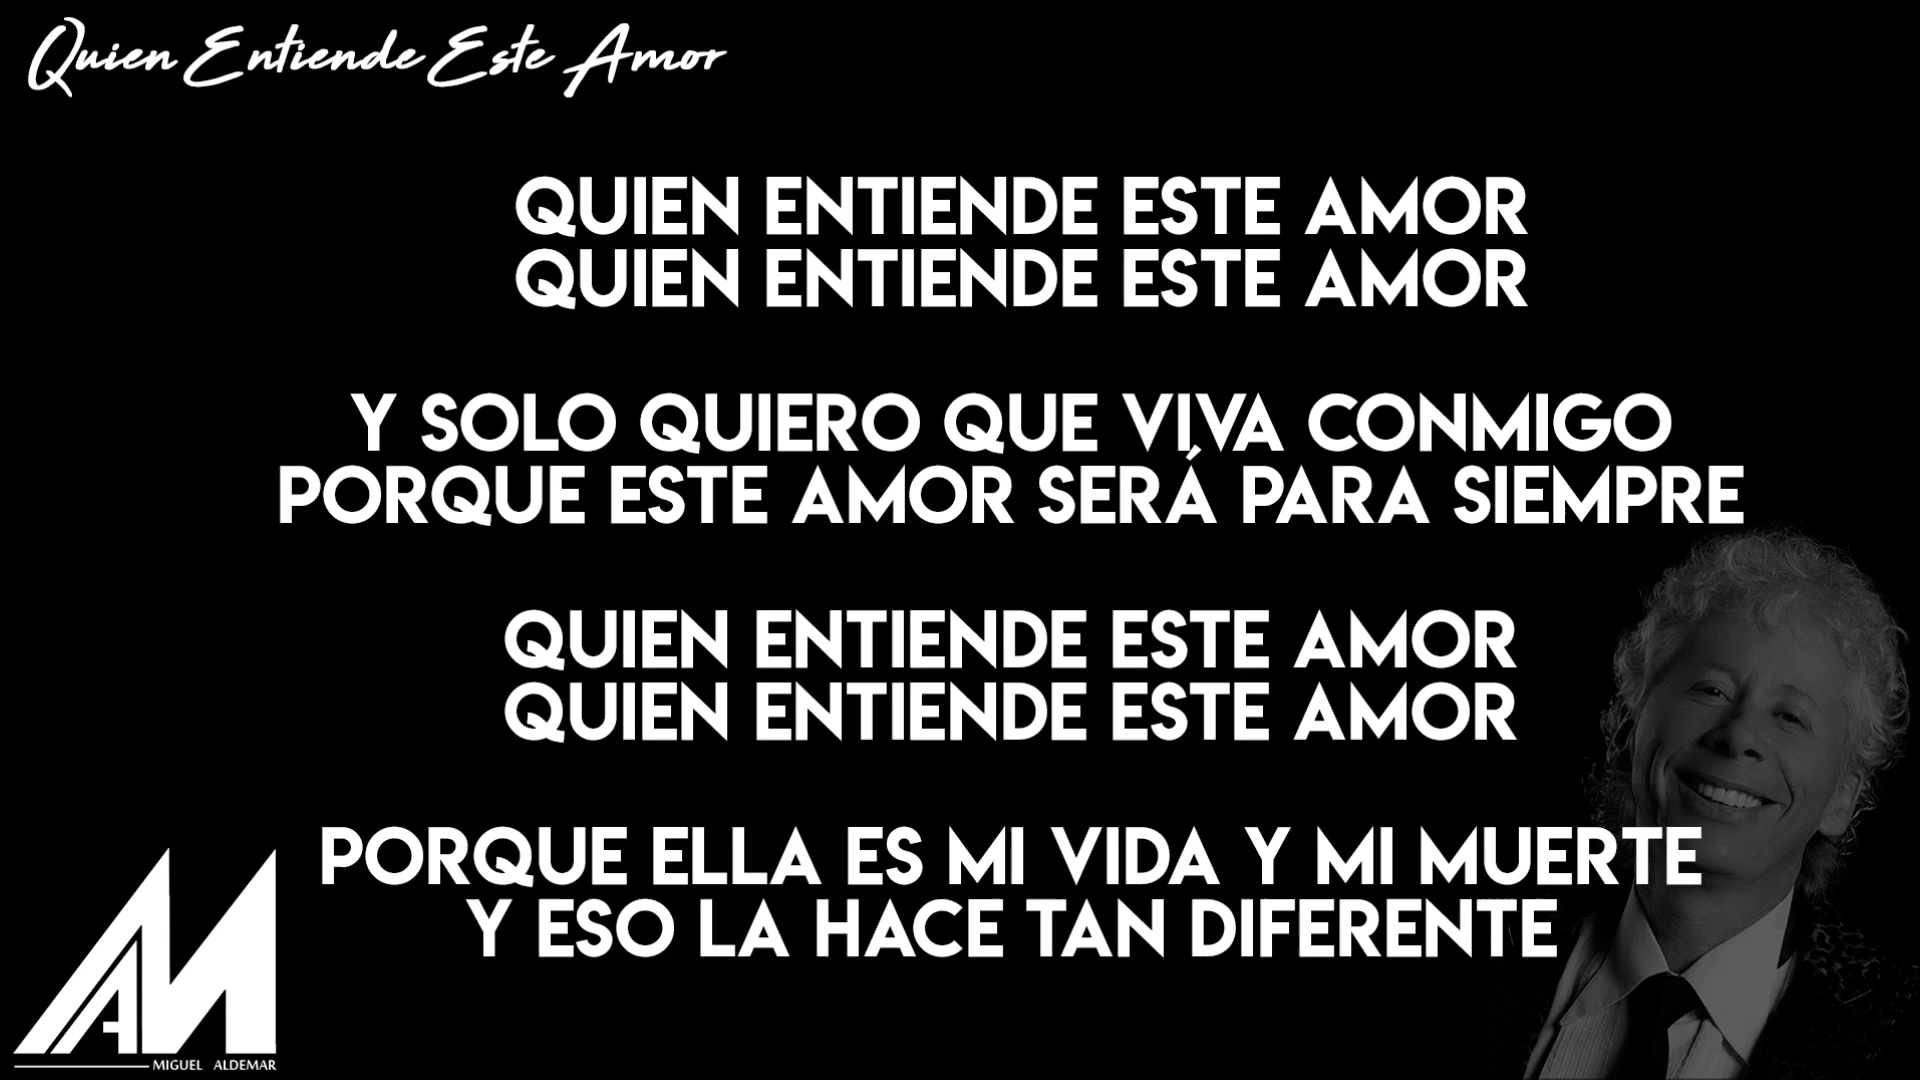 Quien Entiende Este Amor
QUIEN ENTIENDE ESTE AMOR
QUIEN ENTIENDE ESTE AMOR
Y SOLO QUIERO QUE VIVA CONMIGO
PORQUE ESTE AMOR SERÁ PARA SIEMPRE
QUIEN ENTIENDE ESTE AMOR
QUIEN ENTIENDE ESTE AMOR
PORQUE ELLA ES MI VIDA Y MI MUERTE
Y ESO LA HACE TAN DIFERENTE
AM
MIGUEL ALDEMAR